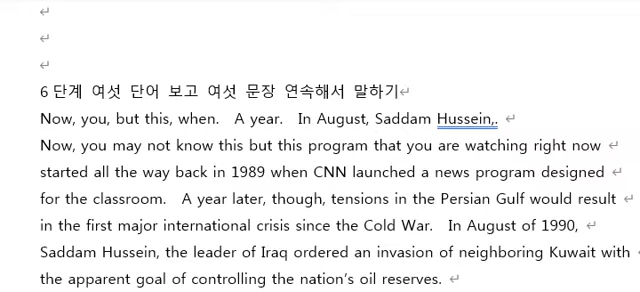 6 단계 여섯 단어 보고 여섯 문장 연속해서 말하기
Now, you, but this, when. A year. In August, Saddam Hussein,.
Now, you may not know this but this program that you are watching right now
started all the way back in 1989 when CNN launched a news program designed
for the classroom. A year later, though, tensions in the Persian Gulf would result
in the first major international crisis since the Cold War. In August of 1990,
Saddam Hussein, the leader of Iraq ordered an invasion of neighboring Kuwait with
the apparent goal of controlling the nation's oil reserves.